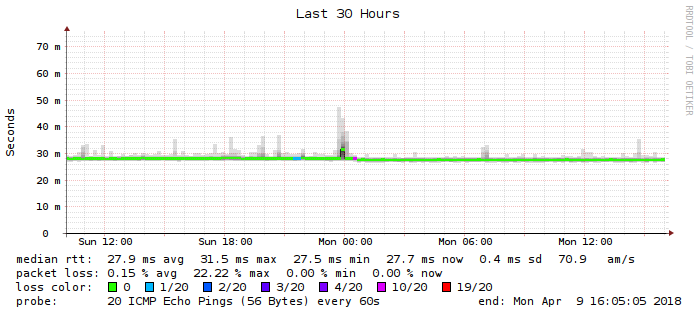 Last 30 Hours
RRDTOOL / TOBI OETIKER
Seconds
70 m
60 m
50 m
40 m
30 m
20 m
10 m
0
Sun 12:00 Sun 18:00 Mon 00:00 Mon 06:00 Mon 12:00
median rtt: 27.9 ms avg 31.5 ms max 27.5 ms min 27.7 ms now 0.4 ms sd 70.9 am/s
packet loss: 0.15 % avg 22.22 % max 0.00 % min 0.00 % now
loss color: 0 1/20 2/20 3/20 4/20 10/20 19/20
probe: 20 ICMP Echo Pings (56 Bytes) every 60s end: Mon Apr 9 16:05:05 2018